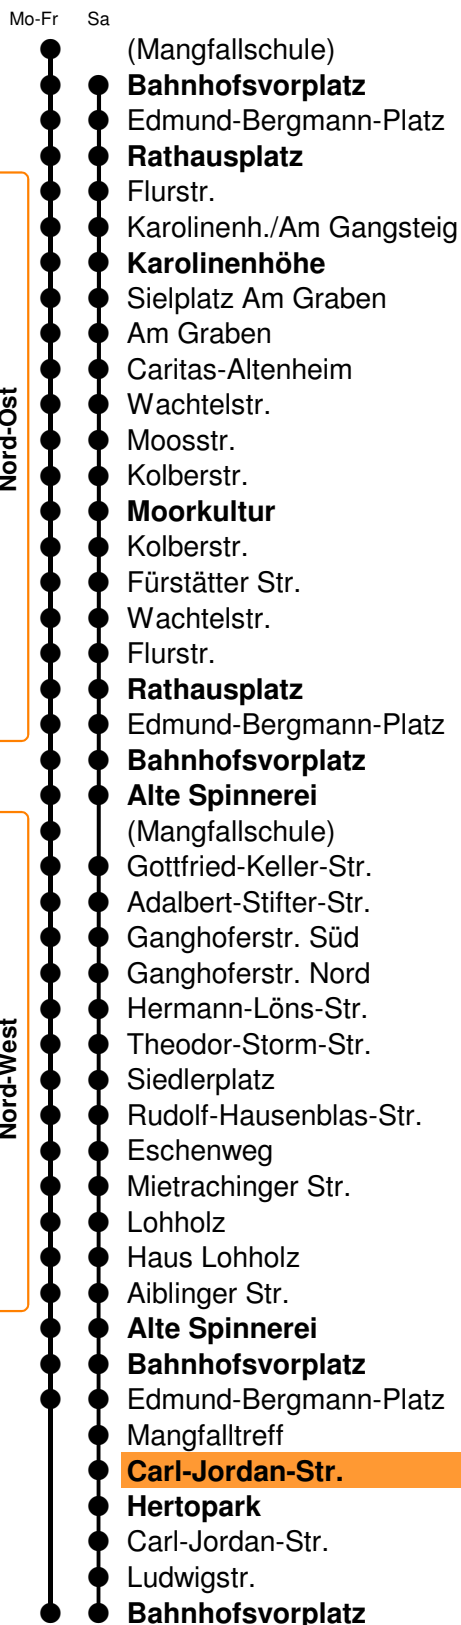 Mo-Fr Sa
(Mangfallschule)
Bahnhofsvorplatz
Edmund-Bergmann-Platz
Rathausplatz
Flurstr.
Karolinenh./Am Gangsteig
Karolinenhöhe
Sielplatz Am Graben
Am Graben
Caritas-Altenheim
Wachtelstr.
Moosstr.
Kolberstr.
Moorkultur
Kolberstr.
Fürstätter Str.
Wachtelstr.
Flurstr.
Rathausplatz
Edmund-Bergmann-Platz
Bahnhofsvorplatz
Nord-Ost
Alte Spinnerei
(Mangfallschule)
Gottfried-Keller-Str.
Adalbert-Stifter-Str.
Ganghoferstr. Süd
Ganghoferstr. Nord
Hermann-Löns-Str.
Theodor-Storm-Str.
Siedlerplatz
Rudolf-Hausenblas-Str.
Eschenweg
Mietrachinger Str.
Lohholz
Haus Lohholz
Aiblinger Str.
Nord-West
Alte Spinnerei
Bahnhofsvorplatz
Edmund-Bergmann-Platz
Mangfalltreff
Carl-Jordan-Str.
Hertopark
Carl-Jordan-Str.
Ludwigstr.
Bahnhofsvorplatz